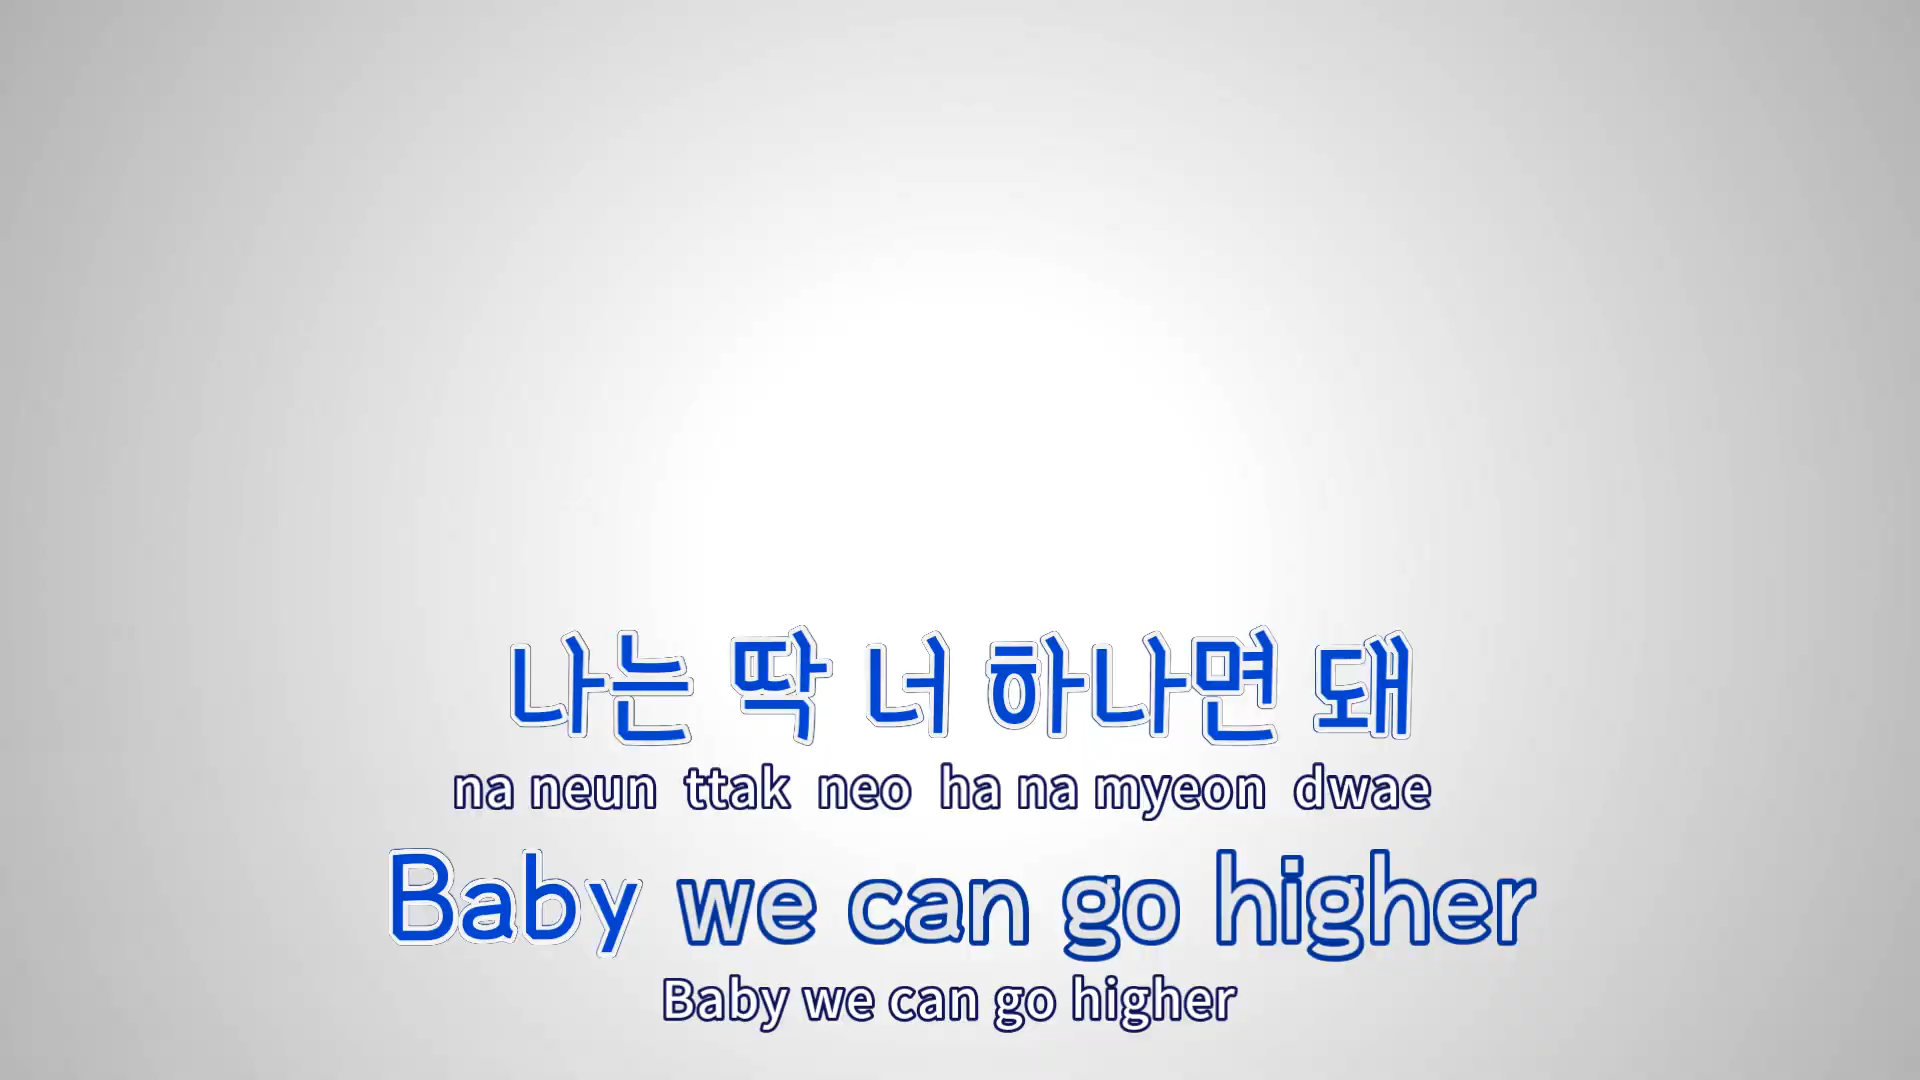 나는 딱 너 하나면 돼
na neun ttak neo ha na myeon dwae
Baby we can go higher
Baby we can go higher